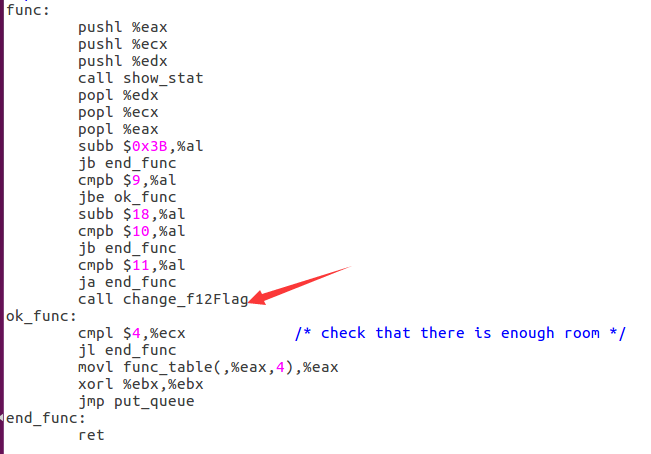 func:
        pushl %eax
        pushl %ecx
        pushl %edx
        call show_stat
        popl %edx
        popl %ecx
        popl %eax
        subb $0x3B,%al
        jb end_func
        cmpb $9,%al
        jbe ok_func
        subb $18,%al
        cmpb $10,%al
        jb end_func
        cmpb $11,%al
        ja end_func
        call change_f12Flag
ok_func:
        cmpl $4,%ecx            /* check that there is enough room */
        jl end_func
        movl func_table(,%eax,4),%eax
        xorl %ebx,%ebx
        jmp put_queue
end_func:
        ret